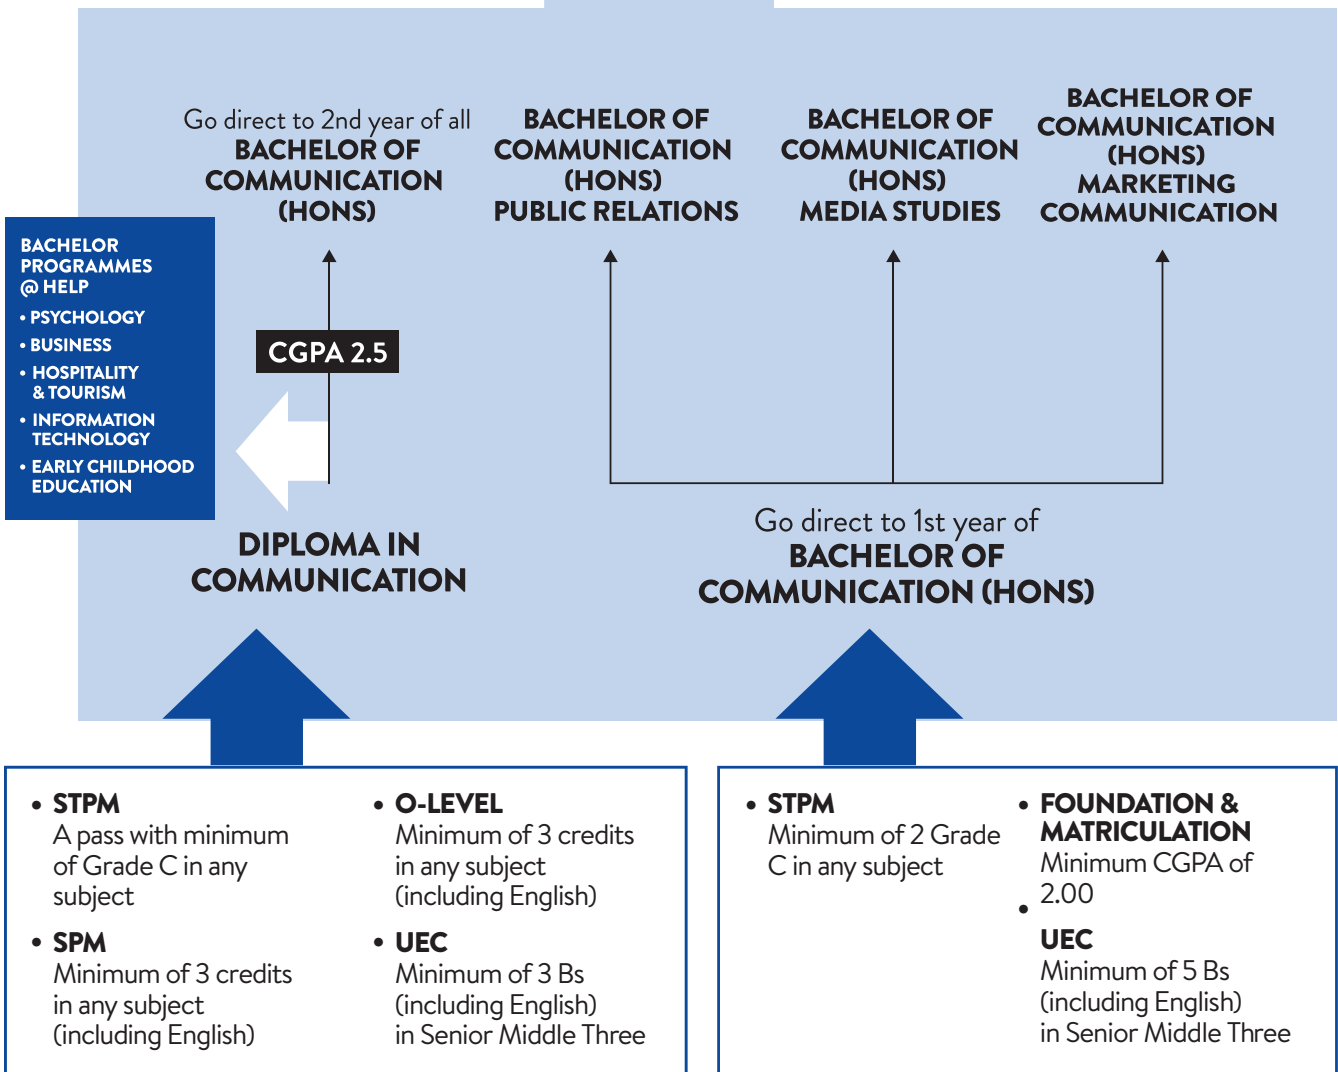 Go direct to 2nd year of all
BACHELOR OF
COMMUNICATION
(HONS)
BACHELOR OF
COMMUNICATION
(HONS)
PUBLIC RELATIONS
BACHELOR OF
COMMUNICATION
(HONS)
MEDIA STUDIES
BACHELOR OF
COMMUNICATION
(HONS)
MARKETING
COMMUNICATION
BACHELOR
PROGRAMMES
@ HELP
• PSYCHOLOGY
• BUSINESS
• HOSPITALITY
& TOURISM
• INFORMATION
TECHNOLOGY
• EARLY CHILDHOOD
EDUCATION
CGPA 2.5
DIPLOMA IN
COMMUNICATION
Go direct to 1st year of
BACHELOR OF
COMMUNICATION (HONS)
• STPM
A pass with minimum
of Grade C in any
subject
• SPM
Minimum of 3 credits
in any subject
(including English)
• O-LEVEL
Minimum of 3 credits
in any subject
(including English)
• UEC
Minimum of 3 Bs
(including English)
in Senior Middle Three
• STPM
Minimum of 2 Grade
C in any subject
• FOUNDATION &
MATRICULATION
Minimum CGPA of
2.00
•
UEC
Minimum of 5 Bs
(including English)
in Senior Middle Three